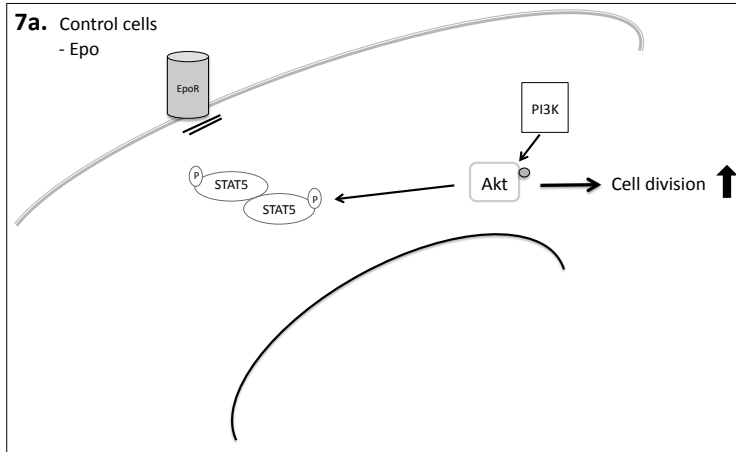 7a. Control cells
- Epo
EpoR
PI3K
P
STAT5
STAT5
P
Akt
Cell division